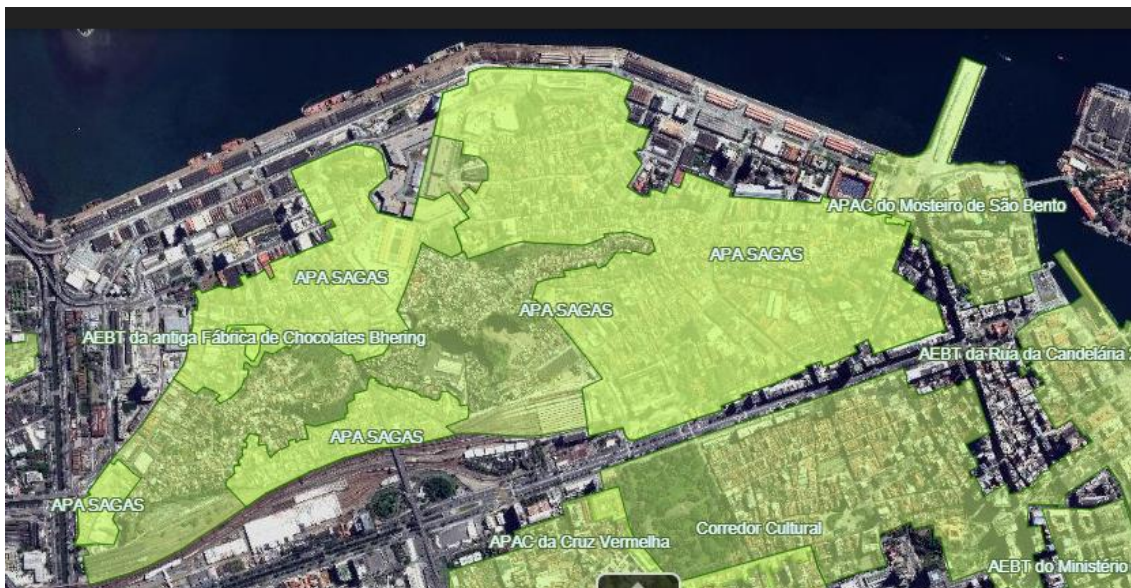 APAC do Mosteiro de São Bento
APA SAGAS
APA SAGAS
APA SAGAS
AEBT da antiga Fábrica de Chocolates Bhering
AEBT da Rua da Candelária
APA SAGAS
APA SAGAS
Corredor Cultural
APAC da Cruz Vermelha
AEBT do Ministério